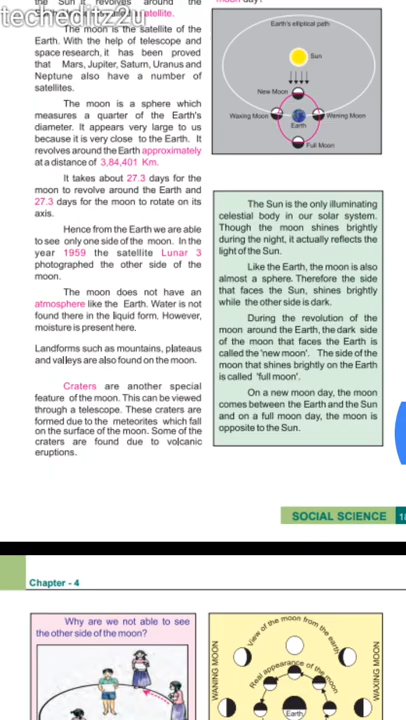 the Sun it revolves around the
techeditz2u
satellite.
The moon is the satellite of the
Earth. With the help of telescope and
space research, it has been proved
that Mars, Jupiter, Saturn, Uranus and
Neptune also have a number of
satellites.
The moon is a sphere which
measures a quarter of the Earth's
diameter. It appears very large to us
because it is very close to the Earth. It
revolves around the Earth approximately
at a distance of 3,84,401 Km.
It takes about 27.3 days for the
moon to revolve around the Earth and
27.3 days for the moon to rotate on its
axis.
Hence from the Earth we are able
to see only one side of the moon. In the
year 1959 the satellite Lunar 3
photographed the other side of the
moon.
The moon does not have an
atmosphere like the Earth. Water is not
found there in the liquid form. However,
moisture is present here.
Landforms such as mountains, plateaus
and valleys are also found on the moon.
Craters are another special
feature of the moon. This can be viewed
through a telescope. These craters are
formed due to the meteorites which fall
on the surface of the moon. Some of the
craters are found due to volcanic
eruptions.
moon day?
Earth's elliptical path
Sun
New Moon
Waxing Moon
Waning Moon
Earth
Full Moon
The Sun is the only illuminating
celestial body in our solar system.
Though the moon shines brightly
during the night, it actually reflects the
light of the Sun.
Like the Earth, the moon is also
almost a sphere. Therefore the side
that faces the Sun, shines brightly
while the other side is dark.
During the revolution of the
moon around the Earth, the dark side
of the moon that faces the Earth is
called the 'new moon'. The side of the
moon that shines brightly on the Earth
is called 'full moon'.
On a new moon day, the moon
comes between the Earth and the Sun
and on a full moon day, the moon is
opposite to the Sun.
SOCIAL SCIENCE
Chapter - 4
Why are we not able to see
the other side of the moon?
View of the moon from the earth
Real appearance of the moon
WANING MOON
WAXING MOON
Earth